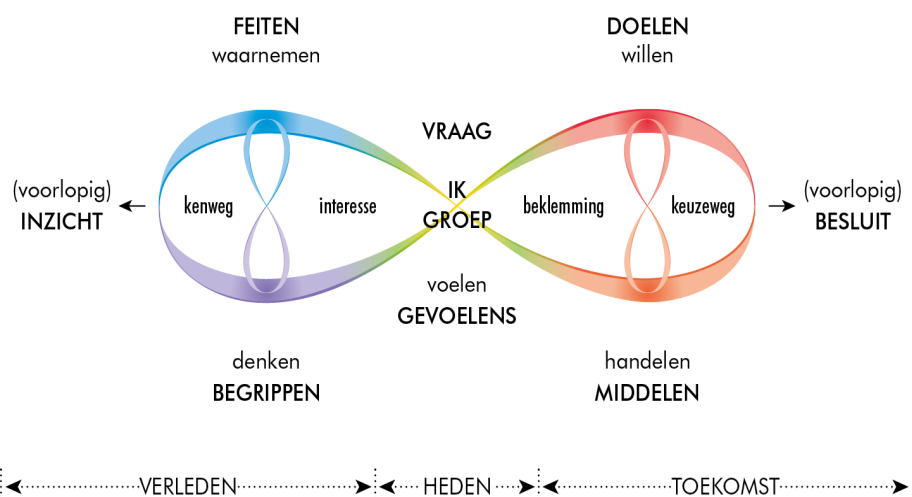 FEITEN
waarnemen
DOELEN
willen
VRAAG
(voorlopig)
INZICHT
kenweg
interesse
IK
GROEP
beklemming
keuzeweg
(voorlopig)
BESLUIT
voelen
GEVOELENS
denken
BEGRIPPEN
handelen
MIDDELEN
VERLEDEN
HEDEN
TOEKOMST